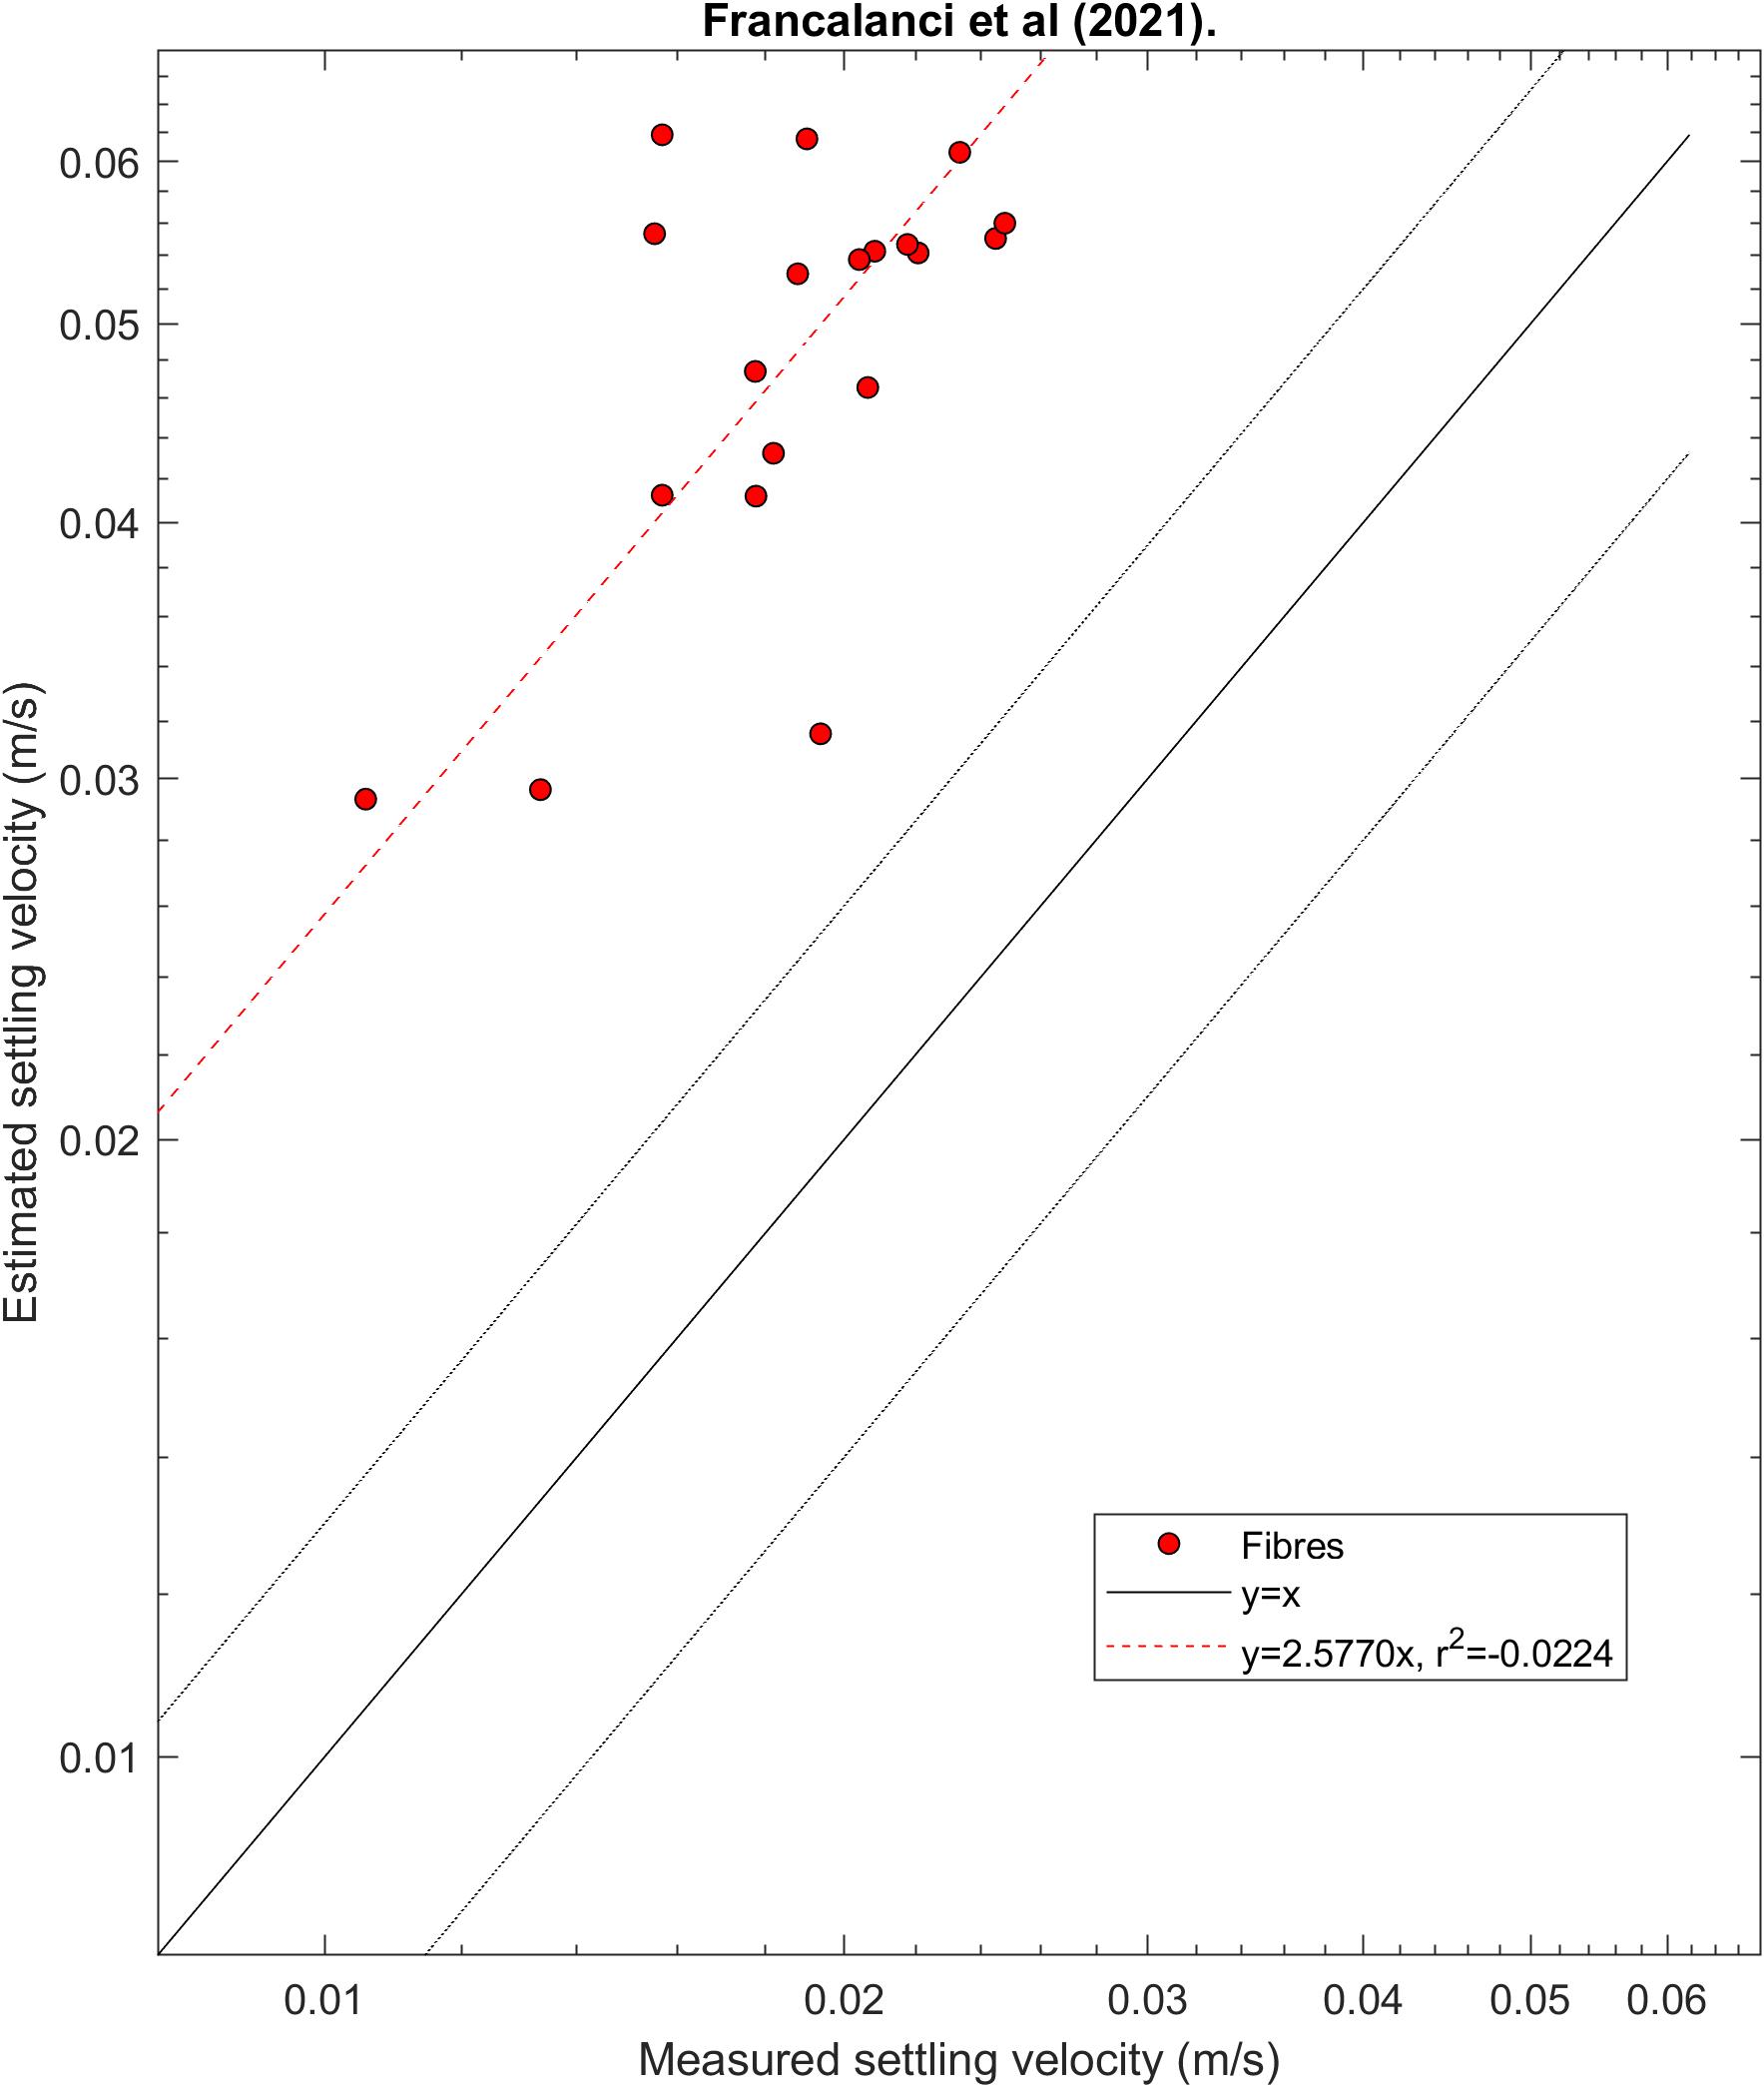 Francalanci et al (2021).
Estimated settling velocity (m/s)
0.06
0.05
0.04
0.03
0.02
0.01
Fibres
y=x
y=2.5770x, r²=-0.0224
0.01 0.02 0.03 0.04 0.05 0.06
Measured settling velocity (m/s)